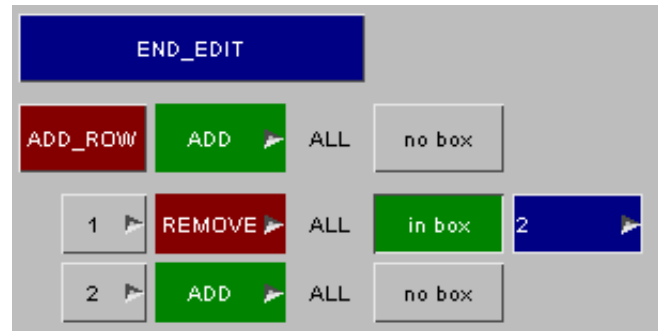 END_EDIT
ADD_ROW ADD ALL no box
1 REMOVE ALL in box 2
2 ADD ALL no box